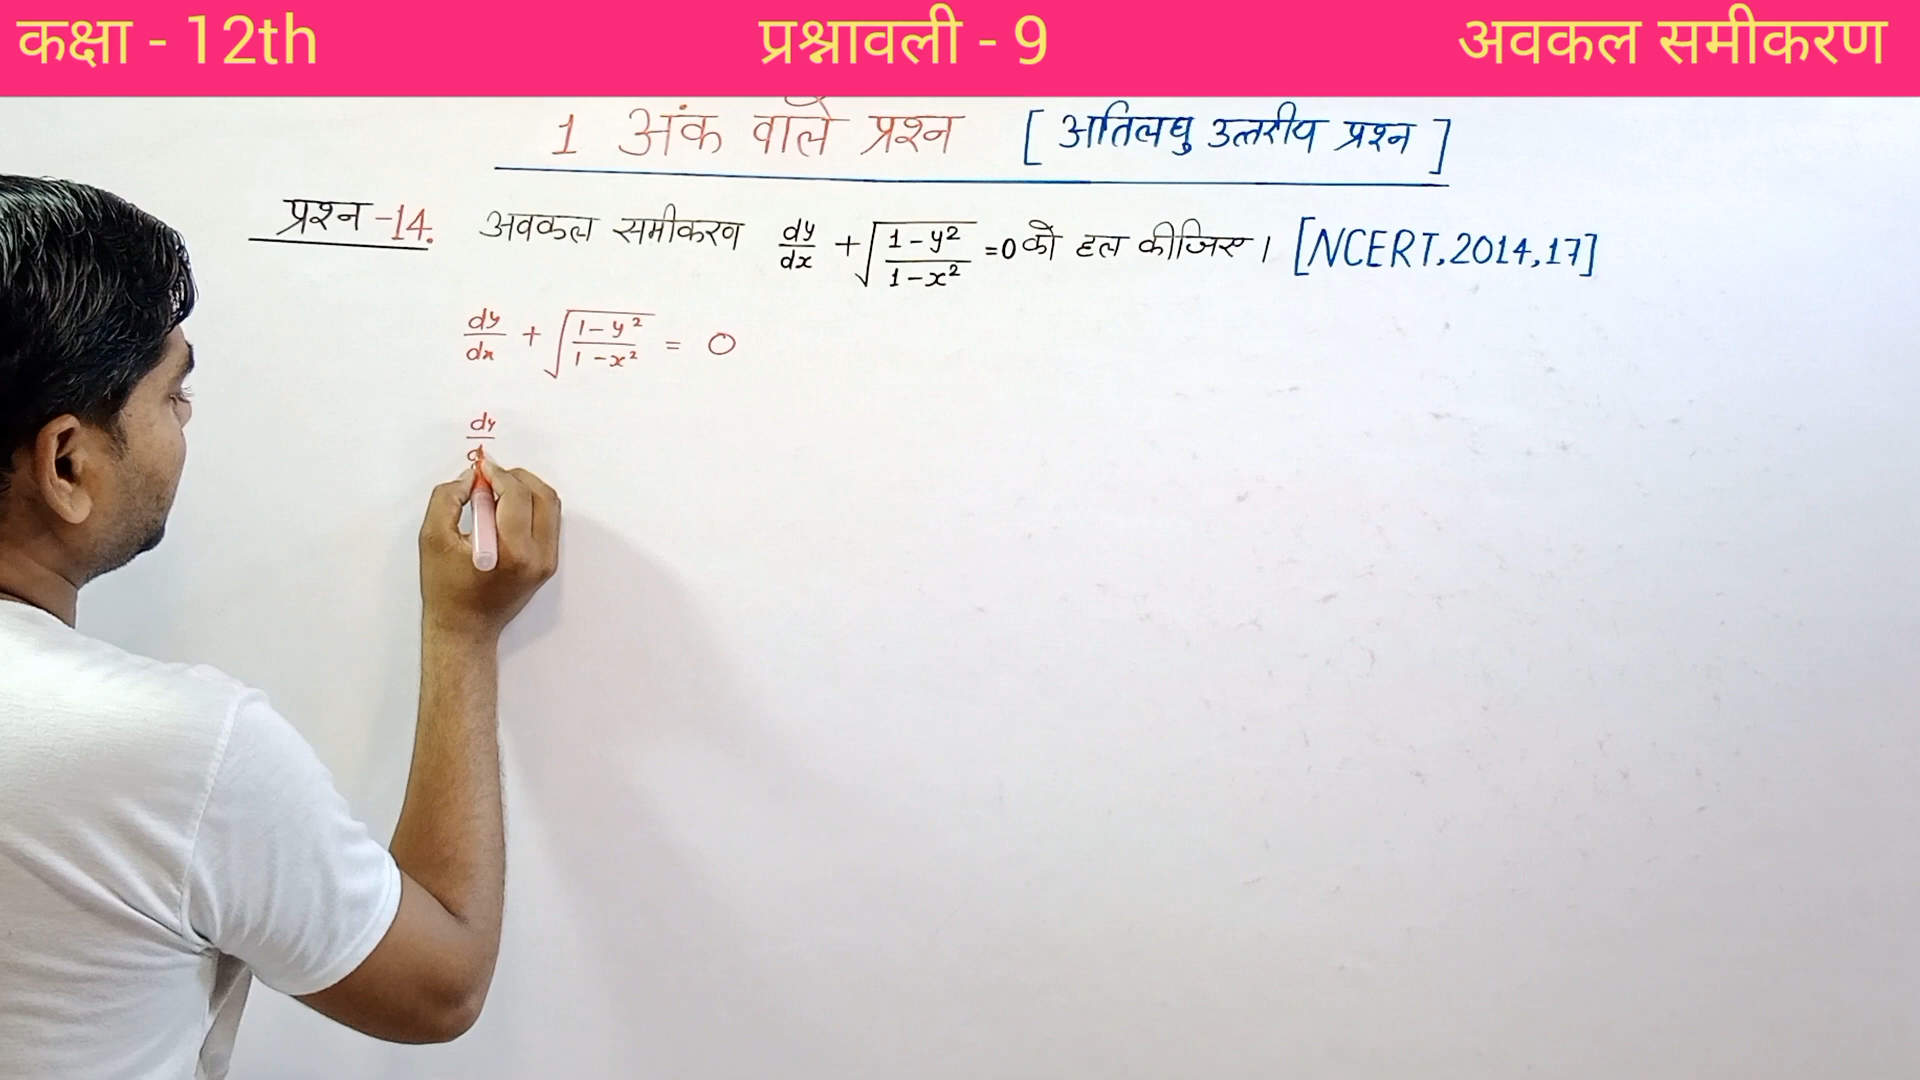 कक्षा - 12th प्रश्नावली - 9 अवकल समीकरण
1 अंक वाले प्रश्न [ अतिलघु उत्तरीय प्रश्न ]
प्रश्न -14. अवकल समीकरण dy/dx + √((1-y²)/(1-x²)) =0 को हल कीजिए। [NCERT,2014,17]
dy/dx + √((1-y²)/(1-x²)) = 0
dy/d